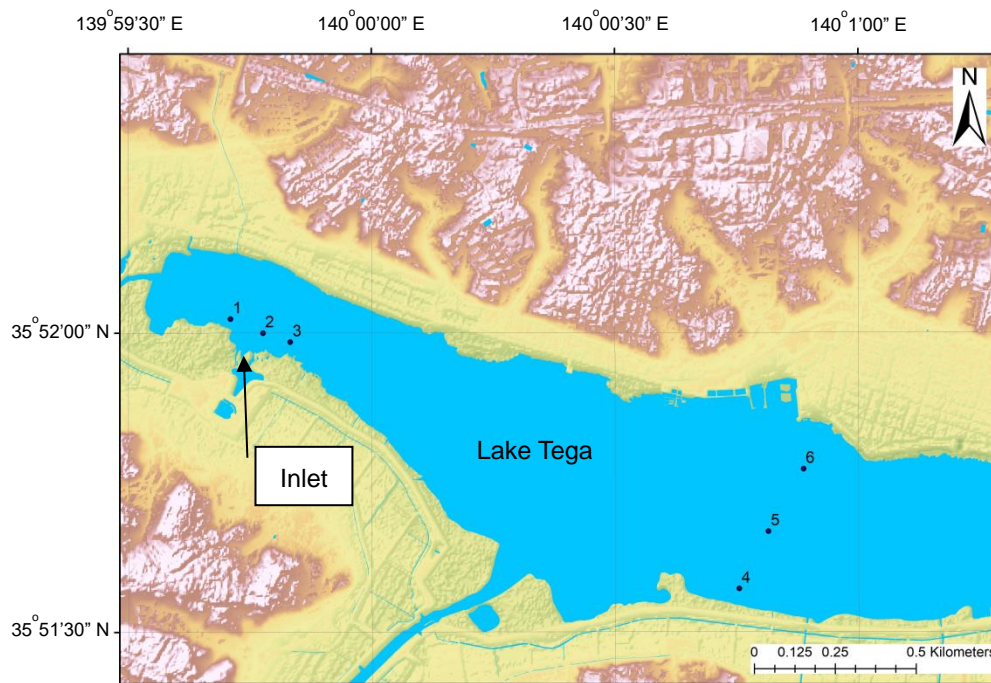 139°59'30" E 140°00'00" E 140°00'30" E 140°1'00" E
N
1
2
3
35°52'00" N
Inlet
Lake Tega
6
5
4
35°51'30" N
0 0.125 0.25 0.5 Kilometers